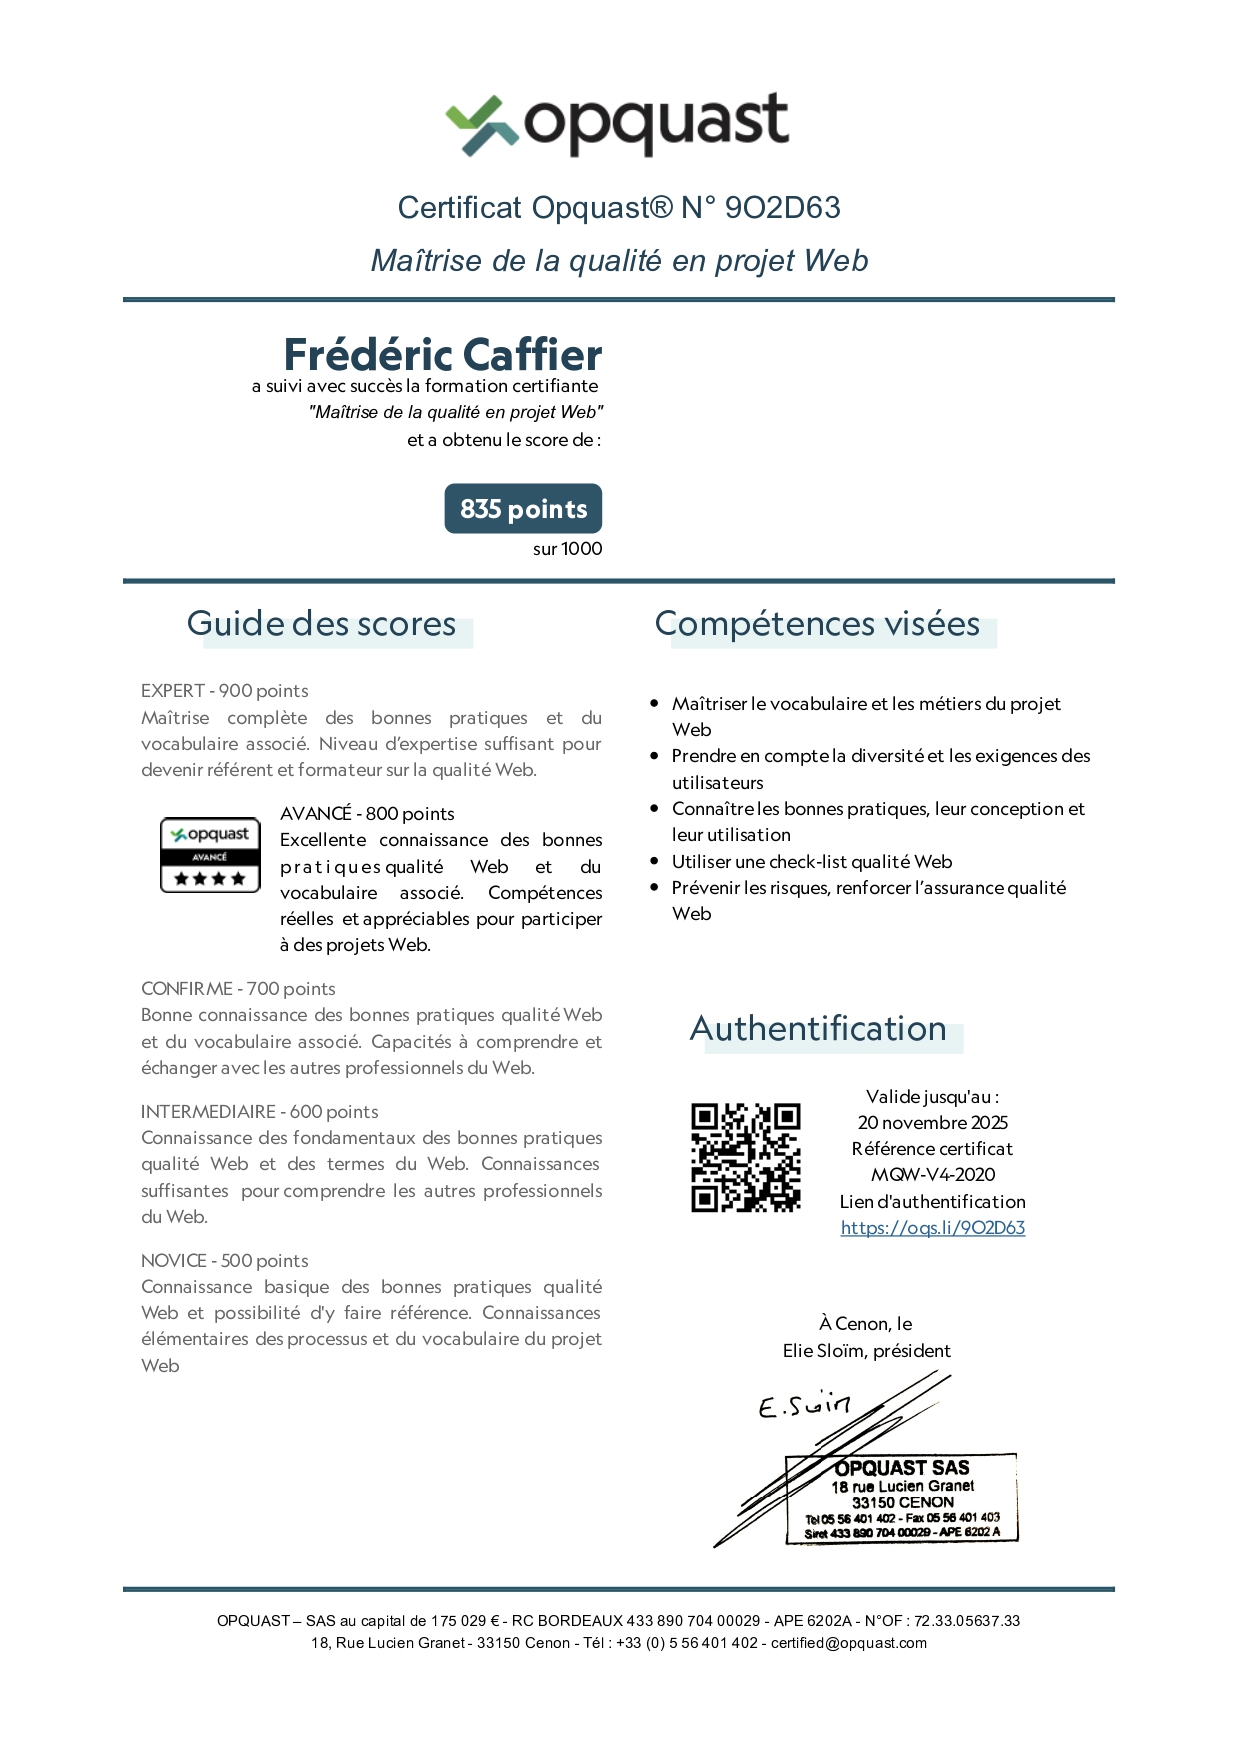 opquast
Certificat Opquast® N° 9O2D63
Maîtrise de la qualité en projet Web
Frédéric Caffier
a suivi avec succès la formation certifiante
"Maîtrise de la qualité en projet Web"
et a obtenu le score de :
835 points
sur 1000
Guide des scores
EXPERT - 900 points
Maîtrise complète des bonnes pratiques et du
vocabulaire associé. Niveau d’expertise suffisant pour
devenir référent et formateur sur la qualité Web.
opquast
AVANCÉ
AVANCÉ - 800 points
Excellente connaissance des bonnes
pratiques qualité Web et du
vocabulaire associé. Compétences
réelles et appréciables pour participer
à des projets Web.
CONFIRME - 700 points
Bonne connaissance des bonnes pratiques qualité Web
et du vocabulaire associé. Capacités à comprendre et
échanger avec les autres professionnels du Web.
INTERMEDIAIRE - 600 points
Connaissance des fondamentaux des bonnes pratiques
qualité Web et des termes du Web. Connaissances
suffisantes pour comprendre les autres professionnels
du Web.
NOVICE - 500 points
Connaissance basique des bonnes pratiques qualité
Web et possibilité d'y faire référence. Connaissances
élémentaires des processus et du vocabulaire du projet
Web
Compétences visées
• Maîtriser le vocabulaire et les métiers du projet
Web
• Prendre en compte la diversité et les exigences des
utilisateurs
• Connaître les bonnes pratiques, leur conception et
leur utilisation
• Utiliser une check-list qualité Web
• Prévenir les risques, renforcer l’assurance qualité
Web
Authentification
Valide jusqu'au :
20 novembre 2025
Référence certificat
MQW-V4-2020
Lien d'authentification
https://oqs.li/9O2D63
À Cenon, le
Elie Sloïm, président
OPQUAST SAS
18 rue Lucien Granet
33150 CENON
Tel 05 56 401 402 - Fax 05 56 401 403
Siret 433 890 704 00029 - APE 6202 A
OPQUAST – SAS au capital de 175 029 € - RC BORDEAUX 433 890 704 00029 - APE 6202A - N°OF : 72.33.05637.33
18, Rue Lucien Granet - 33150 Cenon - Tél : +33 (0) 5 56 401 402 - certified@opquast.com